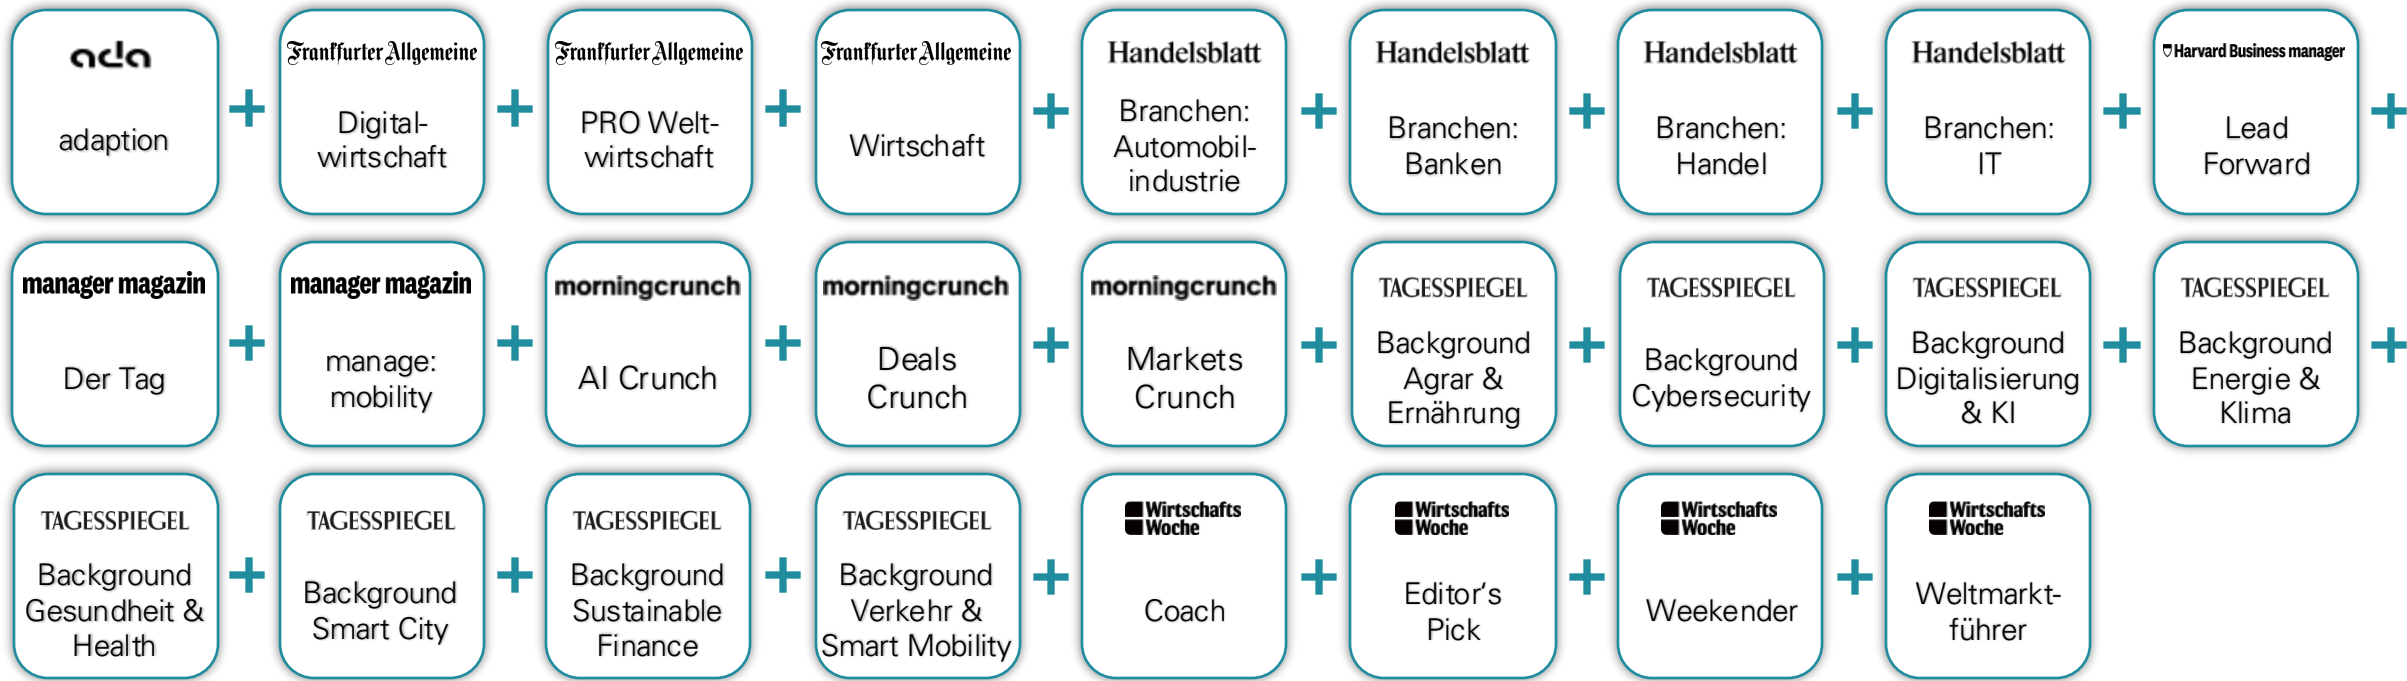 ada
adaption
+
Frankfurter Allgemeine
Digital-
wirtschaft
+
Frankfurter Allgemeine
PRO Welt-
wirtschaft
+
Frankfurter Allgemeine
Wirtschaft
+
Handelsblatt
Branchen:
Automobil-
industrie
+
Handelsblatt
Branchen:
Banken
+
Handelsblatt
Branchen:
Handel
+
Handelsblatt
Branchen:
IT
+
Harvard Business manager
Lead
Forward
+
manager magazin
Der Tag
+
manager magazin
manage:
mobility
+
morningcrunch
AI Crunch
+
morningcrunch
Deals
Crunch
+
morningcrunch
Markets
Crunch
+
TAGESSPIEGEL
Background
Agrar &
Ernährung
+
TAGESSPIEGEL
Background
Cybersecurity
+
TAGESSPIEGEL
Background
Digitalisierung
& KI
+
TAGESSPIEGEL
Background
Energie &
Klima
+
TAGESSPIEGEL
Background
Gesundheit &
Health
+
TAGESSPIEGEL
Background
Smart City
+
TAGESSPIEGEL
Background
Sustainable
Finance
+
TAGESSPIEGEL
Background
Verkehr &
Smart Mobility
+
Wirtschafts
Woche
Coach
+
Wirtschafts
Woche
Editor‘s
Pick
+
Wirtschafts
Woche
Weekender
+
Wirtschafts
Woche
Weltmarkt-
führer